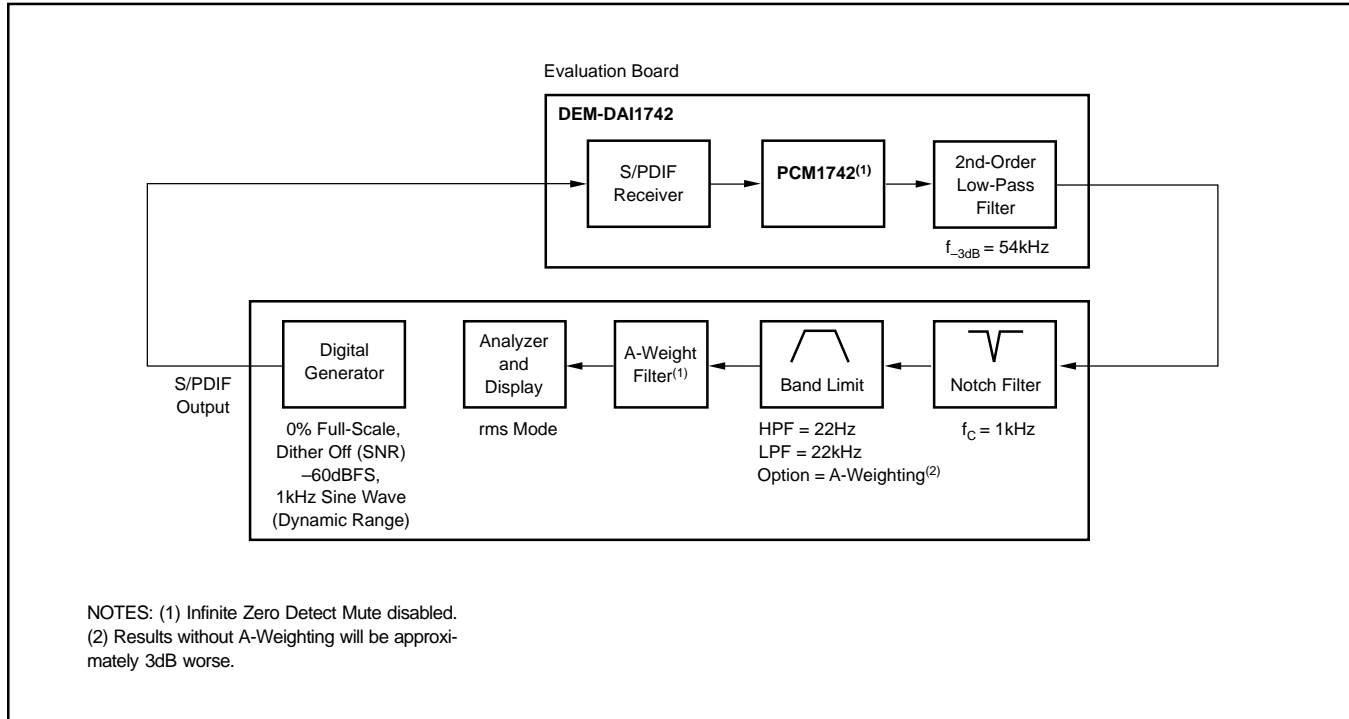 Evaluation Board
DEM-DAI1742
S/PDIF
Receiver
PCM1742(1)
2nd-Order
Low-Pass
Filter
f–3dB = 54kHz
S/PDIF
Output
Digital
Generator
0% Full-Scale,
Dither Off (SNR)
–60dBFS,
1kHz Sine Wave
(Dynamic Range)
Analyzer
and
Display
rms Mode
A-Weight
Filter(1)
Band Limit
HPF = 22Hz
LPF = 22kHz
Option = A-Weighting(2)
Notch Filter
fC = 1kHz
NOTES: (1) Infinite Zero Detect Mute disabled.
(2) Results without A-Weighting will be approxi-
mately 3dB worse.